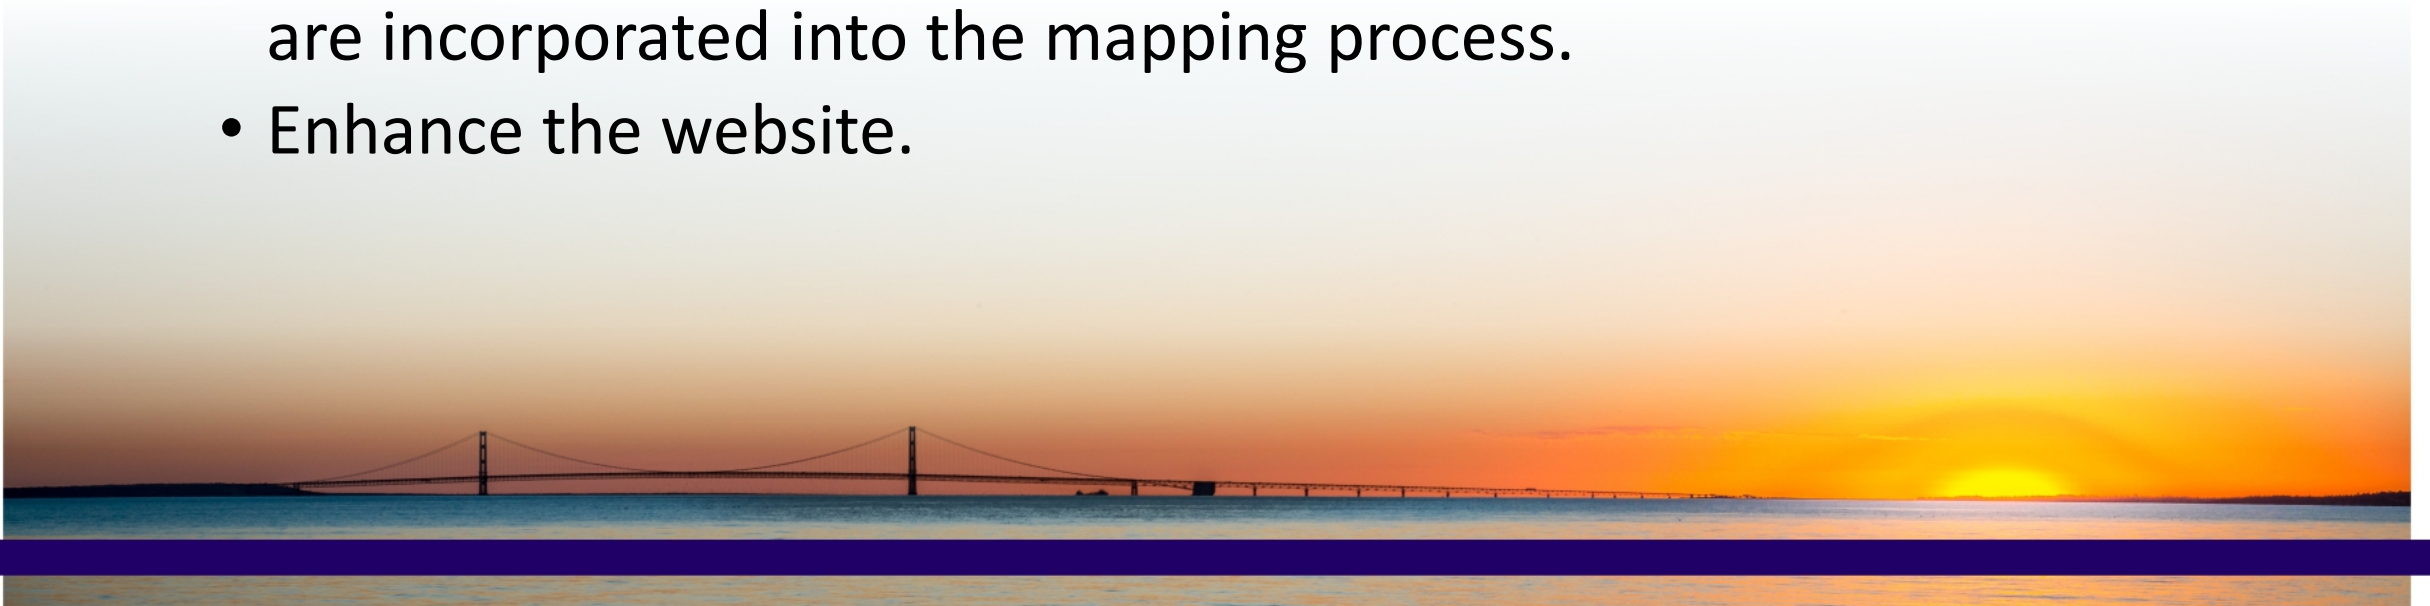 are incorporated into the mapping process.
• Enhance the website.